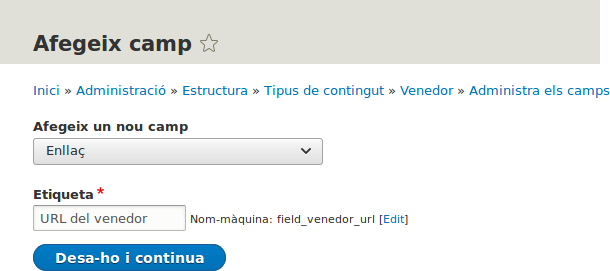 Afegeix camp
Inici » Administració » Estructura » Tipus de contingut » Venedor » Administra els camps
Afegeix un nou camp
Enllaç
Etiqueta *
URL del venedor Nom-màquina: field_venedor_url [Edit]
Desa-ho i continua